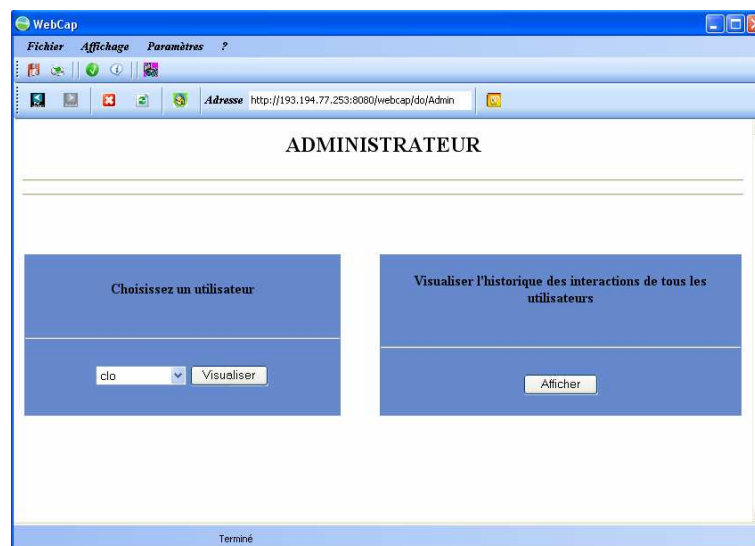 WebCap
Fichier Affichage Paramètres ?
Adresse http://193.194.77.253:8080/webcap/do/Admin
ADMINISTRATEUR
Choisissez un utilisateur
clo Visualiser
Visualiser l'historique des interactions de tous les
utilisateurs
Afficher
Terminé